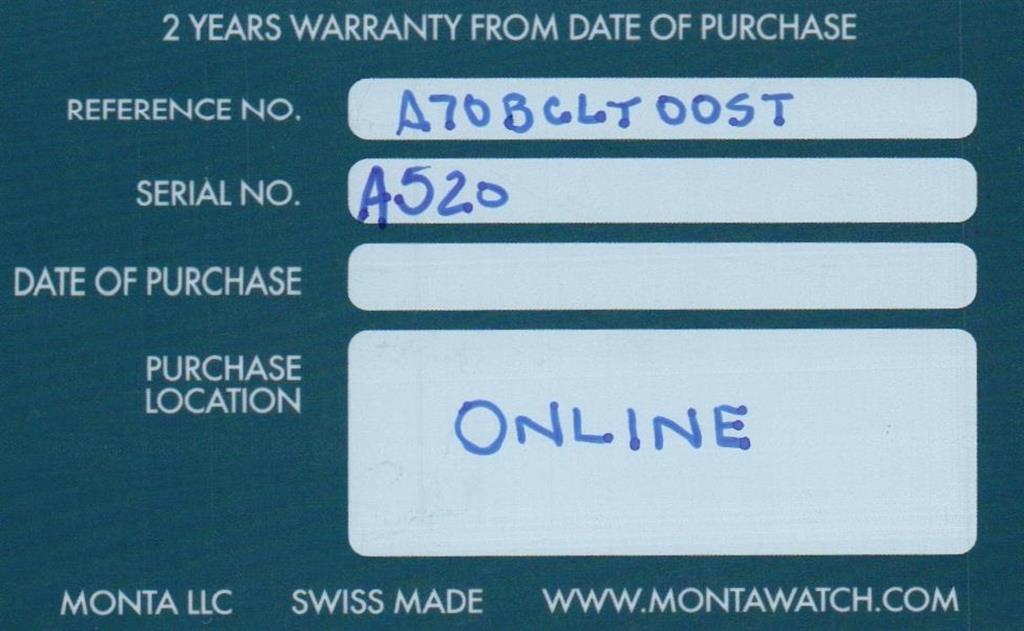 2 YEARS WARRANTY FROM DATE OF PURCHASE
REFERENCE NO. A70BCLT00ST
SERIAL NO. A520
DATE OF PURCHASE
PURCHASE
LOCATION
ONLINE
MONTA LLC SWISS MADE WWW.MONTAWATCH.COM